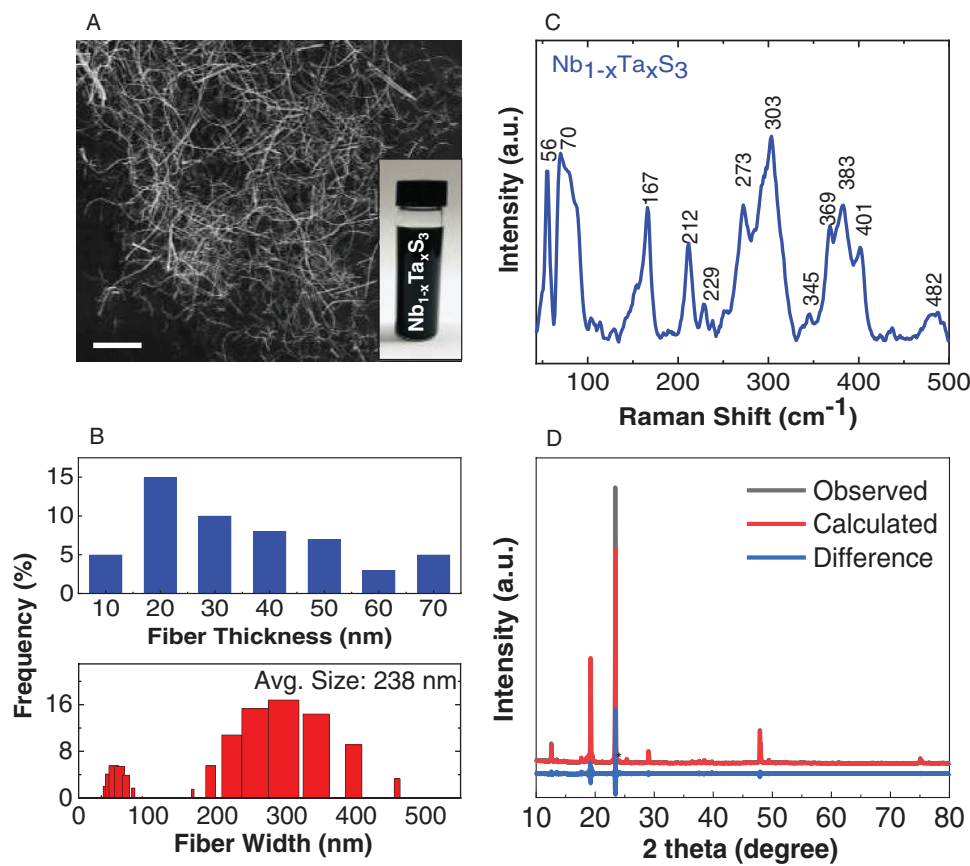 A
Nb1-xTaxS3
B
15
10
5
0
10 20 30 40 50 60 70
Fiber Thickness (nm)
Frequency (%)
Avg. Size: 238 nm
16
8
0
0 100 200 300 400 500
Fiber Width (nm)
C
Nb1-xTaxS3
56
70
167
212
229
273
303
345
369
383
401
482
Intensity (a.u.)
100 200 300 400 500
Raman Shift (cm-1)
D
Observed
Calculated
Difference
*
Intensity (a.u.)
10 20 30 40 50 60 70 80
2 theta (degree)